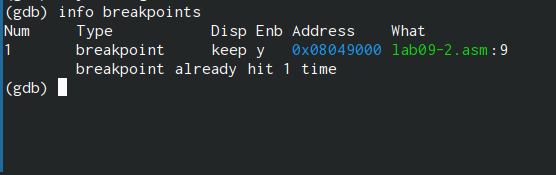 (gdb) info breakpoints
Num Type Disp Enb Address What
1 breakpoint keep y 0x08049000 lab09-2.asm:9
breakpoint already hit 1 time
(gdb)